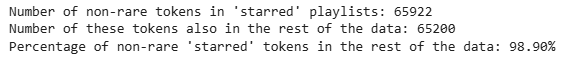 Number of non-rare tokens in 'starred' playlists: 65922
Number of these tokens also in the rest of the data: 65200
Percentage of non-rare 'starred' tokens in the rest of the data: 98.90%